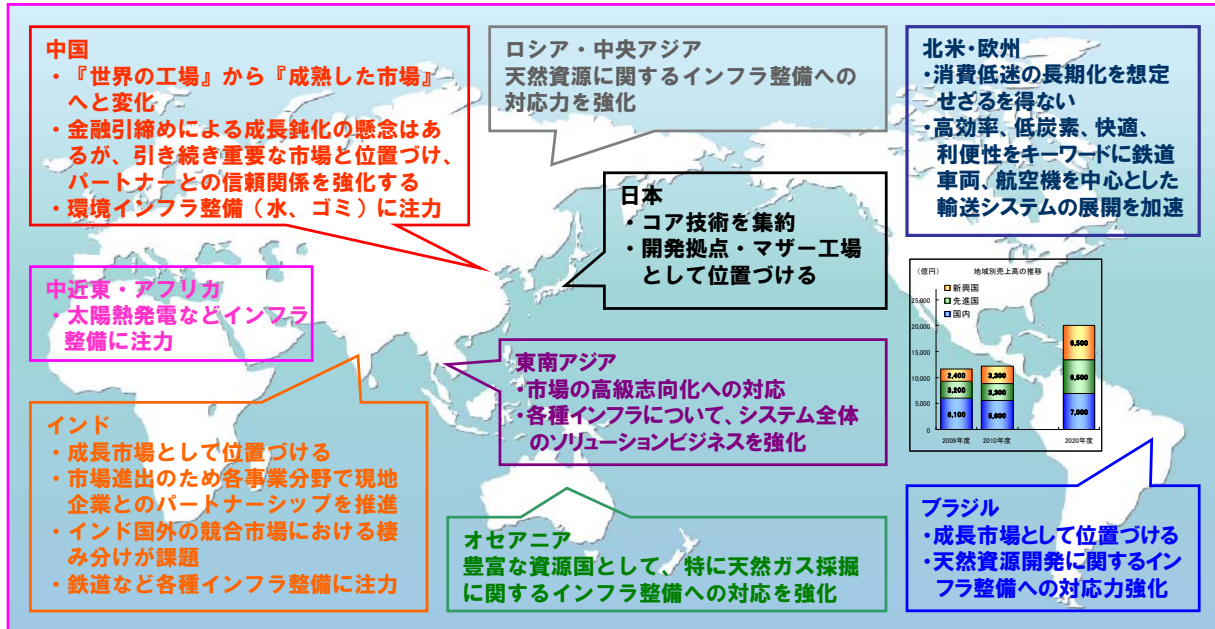 中国
・『世界の工場』から『成熟した市場』
へと変化
・金融引締めによる成長鈍化の懸念はあ
るが、引き続き重要な市場と位置づけ、
パートナーとの信頼関係を強化する
・環境インフラ整備（水、ゴミ）に注力
ロシア・中央アジア
天然資源に関するインフラ整備への
対応力を強化
北米・欧州
・消費低迷の長期化を想定
せざるを得ない
・高効率、低炭素、快適、
利便性をキーワードに鉄道
車両、航空機を中心とした
輸送システムの展開を加速
日本
・コア技術を集約
・開発拠点・マザー工場
として位置づける
中近東・アフリカ
・太陽熱発電などインフラ
整備に注力
（億円）
地域別売上高の推移
新興国
先進国
国内
25,000
20,000
15,000
10,000
5,000
0
2,400
3,200
6,100
3,300
3,300
5,600
6,500
6,500
7,000
2009年度
2010年度
2020年度
東南アジア
・市場の高級志向化への対応
・各種インフラについて、システム全体
のソリューションビジネスを強化
インド
・成長市場として位置づける
・市場進出のため各事業分野で現地
企業とのパートナーシップを推進
・インド国外の競合市場における棲
み分けが課題
・鉄道など各種インフラ整備に注力
オセアニア
豊富な資源国として、特に天然ガス採掘
に関するインフラ整備への対応を強化
ブラジル
・成長市場として位置づける
・天然資源開発に関するイン
フラ整備への対応力強化